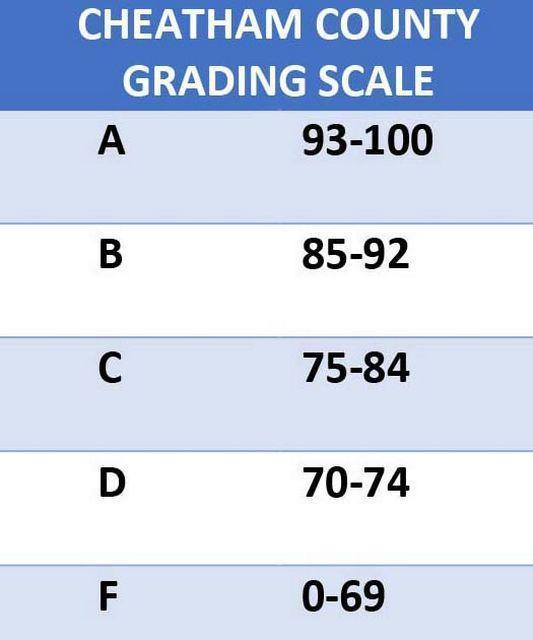 CHEATHAM COUNTY
GRADING SCALE
A 93-100
B 85-92
C 75-84
D 70-74
F 0-69